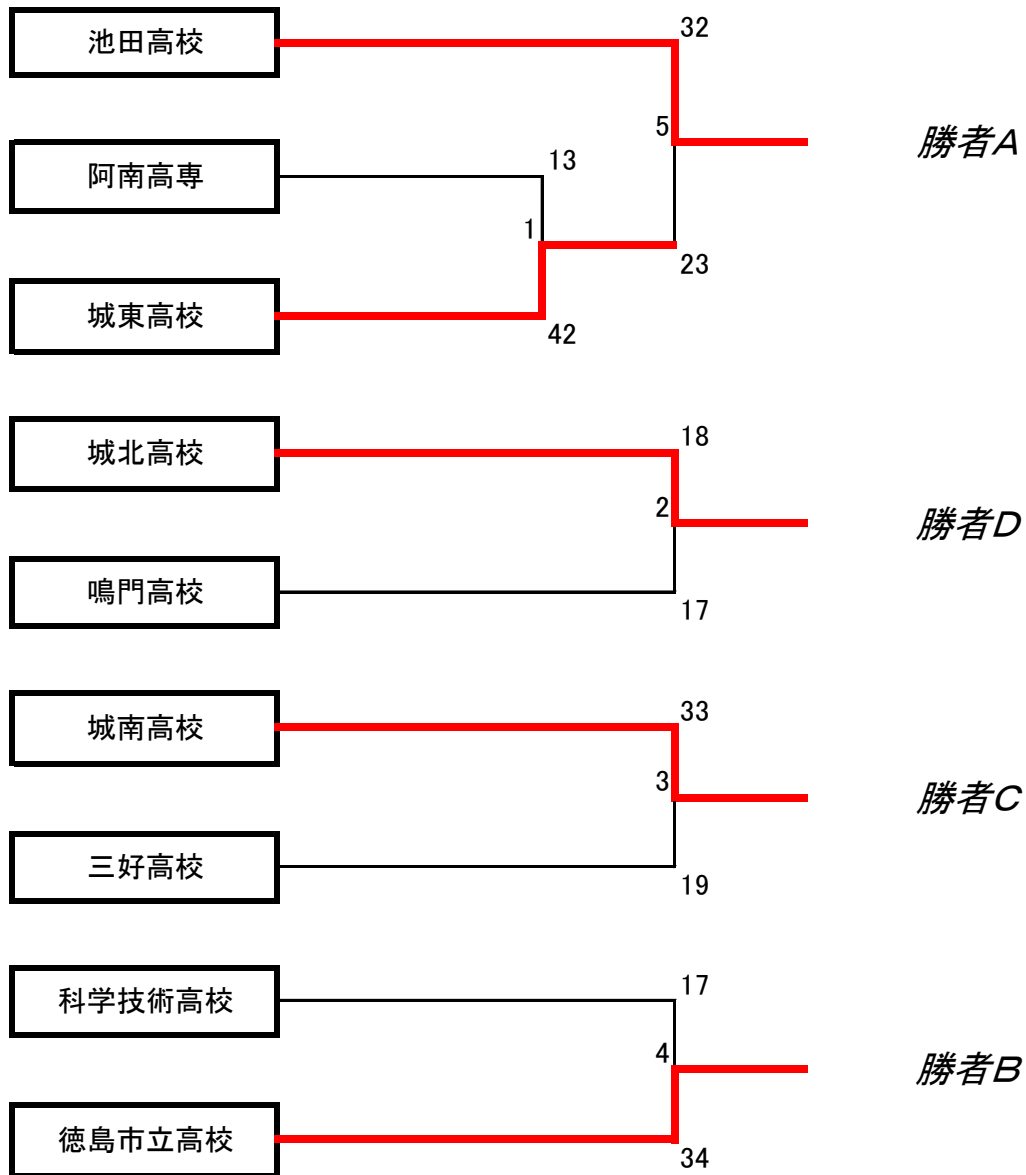 池田高校
32
5
勝者A
阿南高専
13
1
23
城東高校
42
城北高校
18
2
勝者D
鳴門高校
17
城南高校
33
3
勝者C
三好高校
19
科学技術高校
17
4
勝者B
徳島市立高校
34